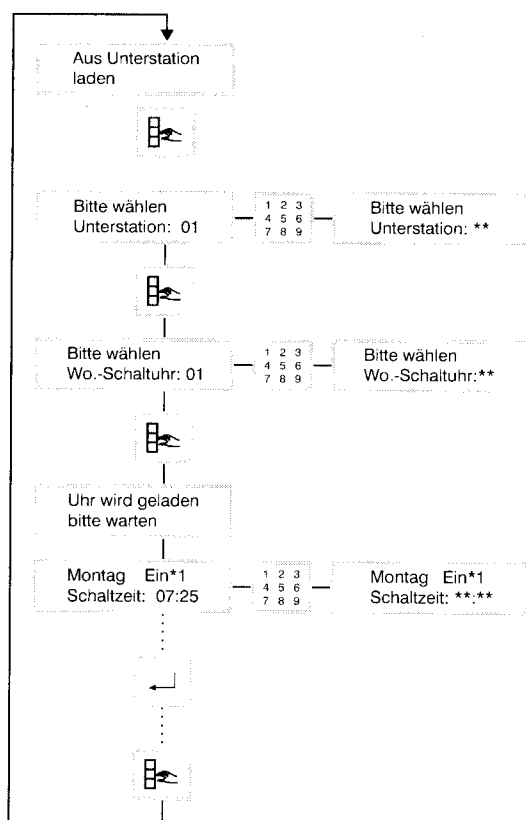 Aus Unterstation
laden
Bitte wählen
Unterstation: 01
1 2 3
4 5 6
7 8 9
Bitte wählen
Unterstation: **
Bitte wählen
Wo.-Schaltuhr: 01
1 2 3
4 5 6
7 8 9
Bitte wählen
Wo.-Schaltuhr:**
Uhr wird geladen
bitte warten
Montag Ein*1
Schaltzeit: 07:25
1 2 3
4 5 6
7 8 9
Montag Ein*1
Schaltzeit: **:**